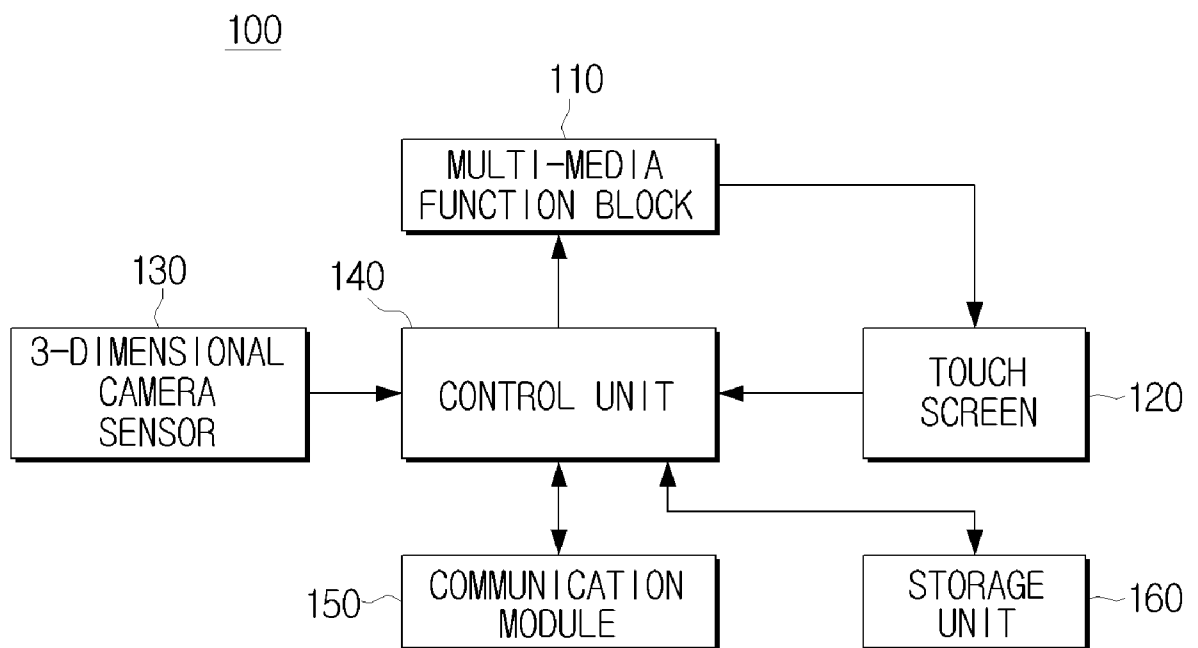 100
110
MULTI-MEDIA
FUNCTION BLOCK
130
3-DIMENSIONAL
CAMERA
SENSOR
140
CONTROL UNIT
TOUCH
SCREEN
120
150
COMMUNICATION
MODULE
STORAGE
UNIT
160